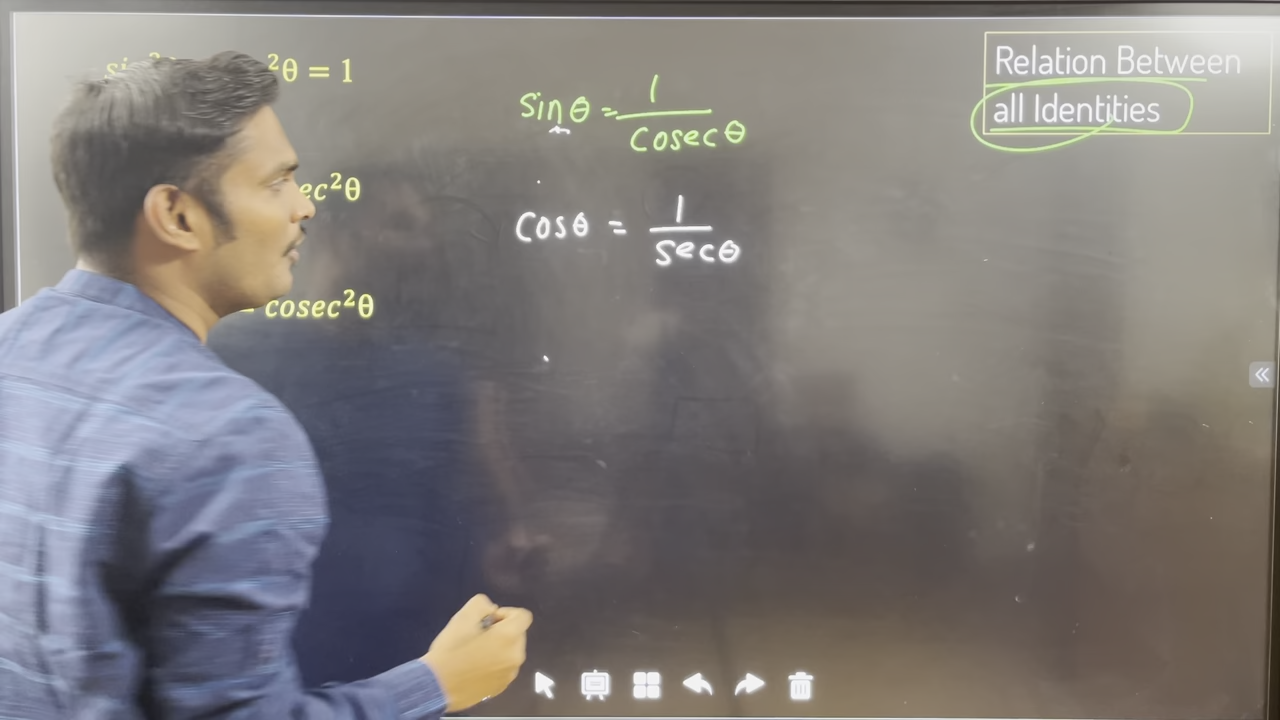 ²θ = 1
ec²θ
= cosec²θ
Sinθ = 1/cosecθ
cosθ = 1/secθ
Relation Between
all Identities